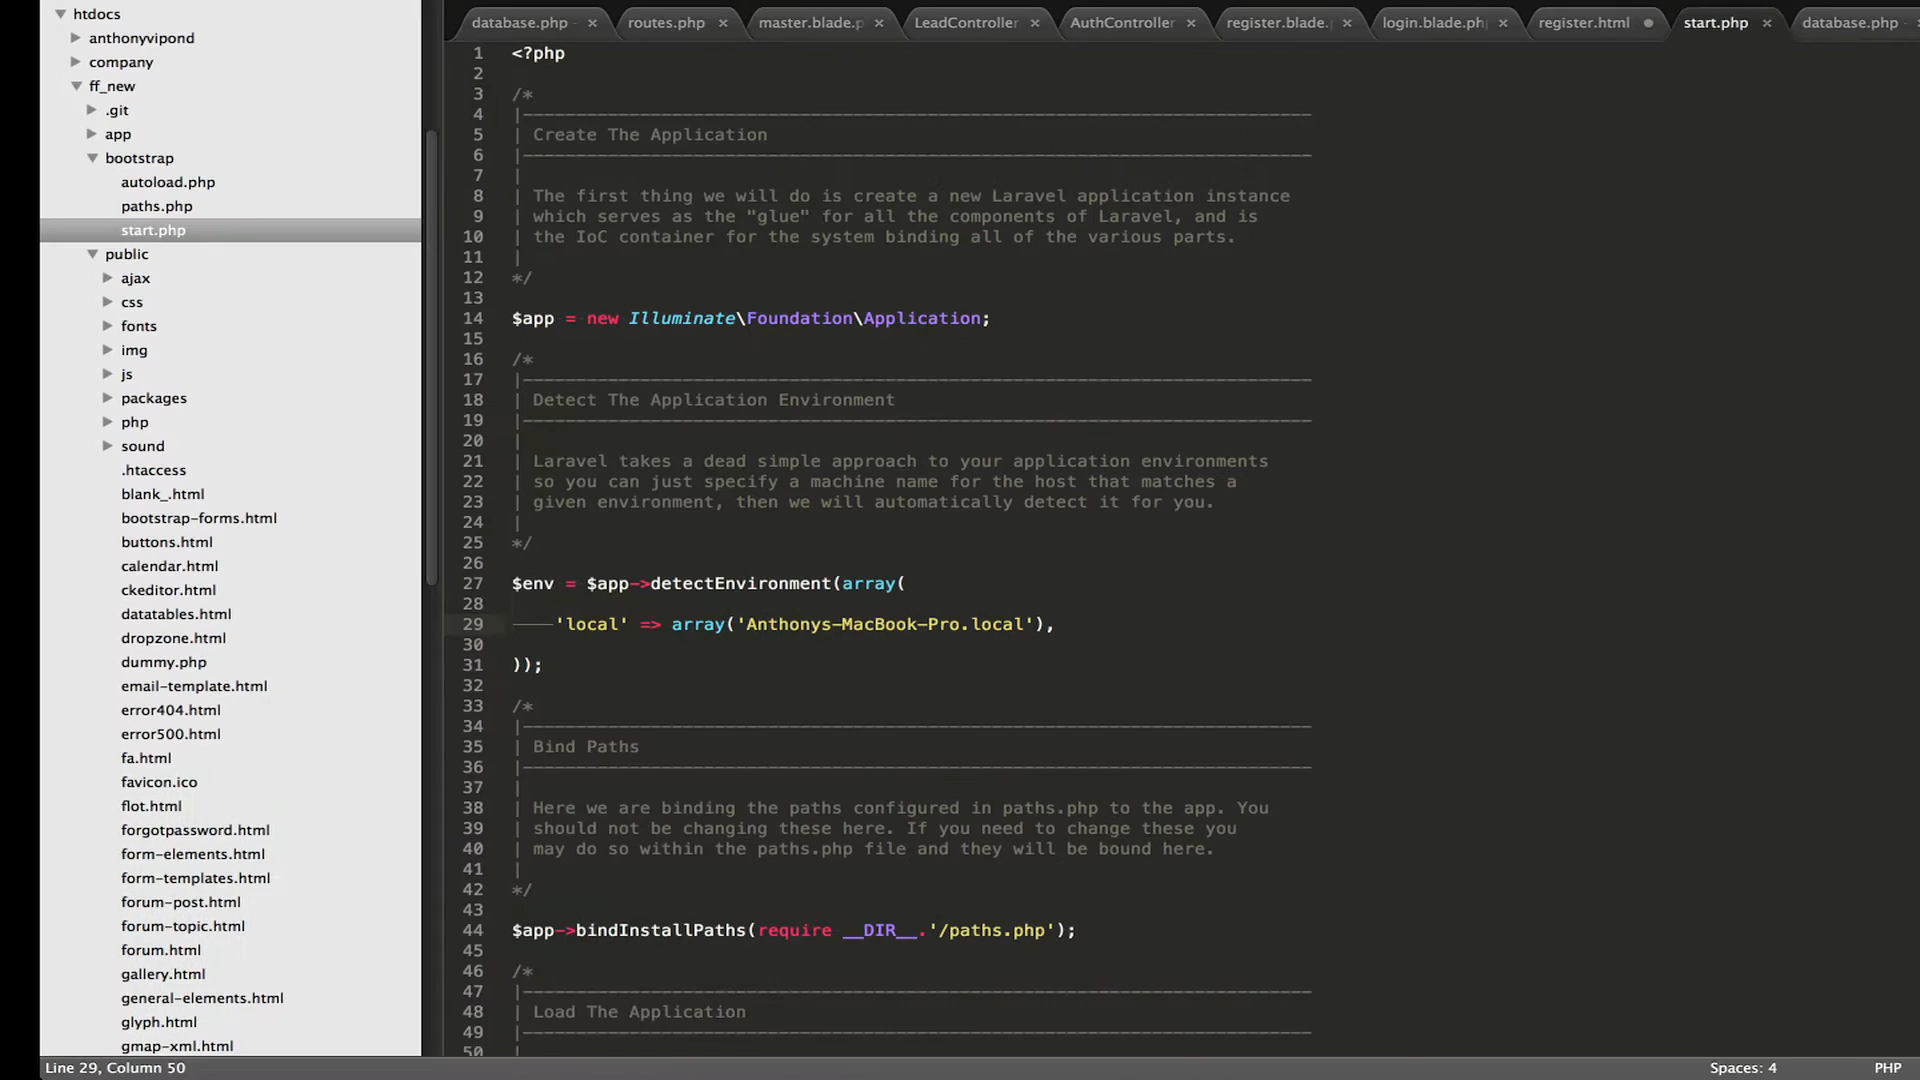 htdocs
anthonyvipond
company
ff_new
.git
app
bootstrap
autoload.php
paths.php
start.php
public
ajax
css
fonts
img
js
packages
php
sound
.htaccess
blank_.html
bootstrap-forms.html
buttons.html
calendar.html
ckeditor.html
datatables.html
dropzone.html
dummy.php
email-template.html
error404.html
error500.html
fa.html
favicon.ico
flot.html
forgotpassword.html
form-elements.html
form-templates.html
forum-post.html
forum-topic.html
forum.html
gallery.html
general-elements.html
glyph.html
gmap-xml.html
database.php - × routes.php × master.blade.p × LeadController × AuthController × register.blade. × login.blade.ph × register.html start.php × database.php -
1 <?php
2
3 /*
4 |--------------------------------------------------------------------------
5 | Create The Application
6 |--------------------------------------------------------------------------
7 |
8 | The first thing we will do is create a new Laravel application instance
9 | which serves as the "glue" for all the components of Laravel, and is
10 | the IoC container for the system binding all of the various parts.
11 |
12 */
13
14 $app = new Illuminate\Foundation\Application;
15
16 /*
17 |--------------------------------------------------------------------------
18 | Detect The Application Environment
19 |--------------------------------------------------------------------------
20 |
21 | Laravel takes a dead simple approach to your application environments
22 | so you can just specify a machine name for the host that matches a
23 | given environment, then we will automatically detect it for you.
24 |
25 */
26
27 $env = $app->detectEnvironment(array(
28
29 'local' => array('Anthonys-MacBook-Pro.local'),
30
31 ));
32
33 /*
34 |--------------------------------------------------------------------------
35 | Bind Paths
36 |--------------------------------------------------------------------------
37 |
38 | Here we are binding the paths configured in paths.php to the app. You
39 | should not be changing these here. If you need to change these you
40 | may do so within the paths.php file and they will be bound here.
41 |
42 */
43
44 $app->bindInstallPaths(require __DIR__.'/paths.php');
45
46 /*
47 |--------------------------------------------------------------------------
48 | Load The Application
49 |--------------------------------------------------------------------------
50 |
Line 29, Column 50 Spaces: 4 PHP